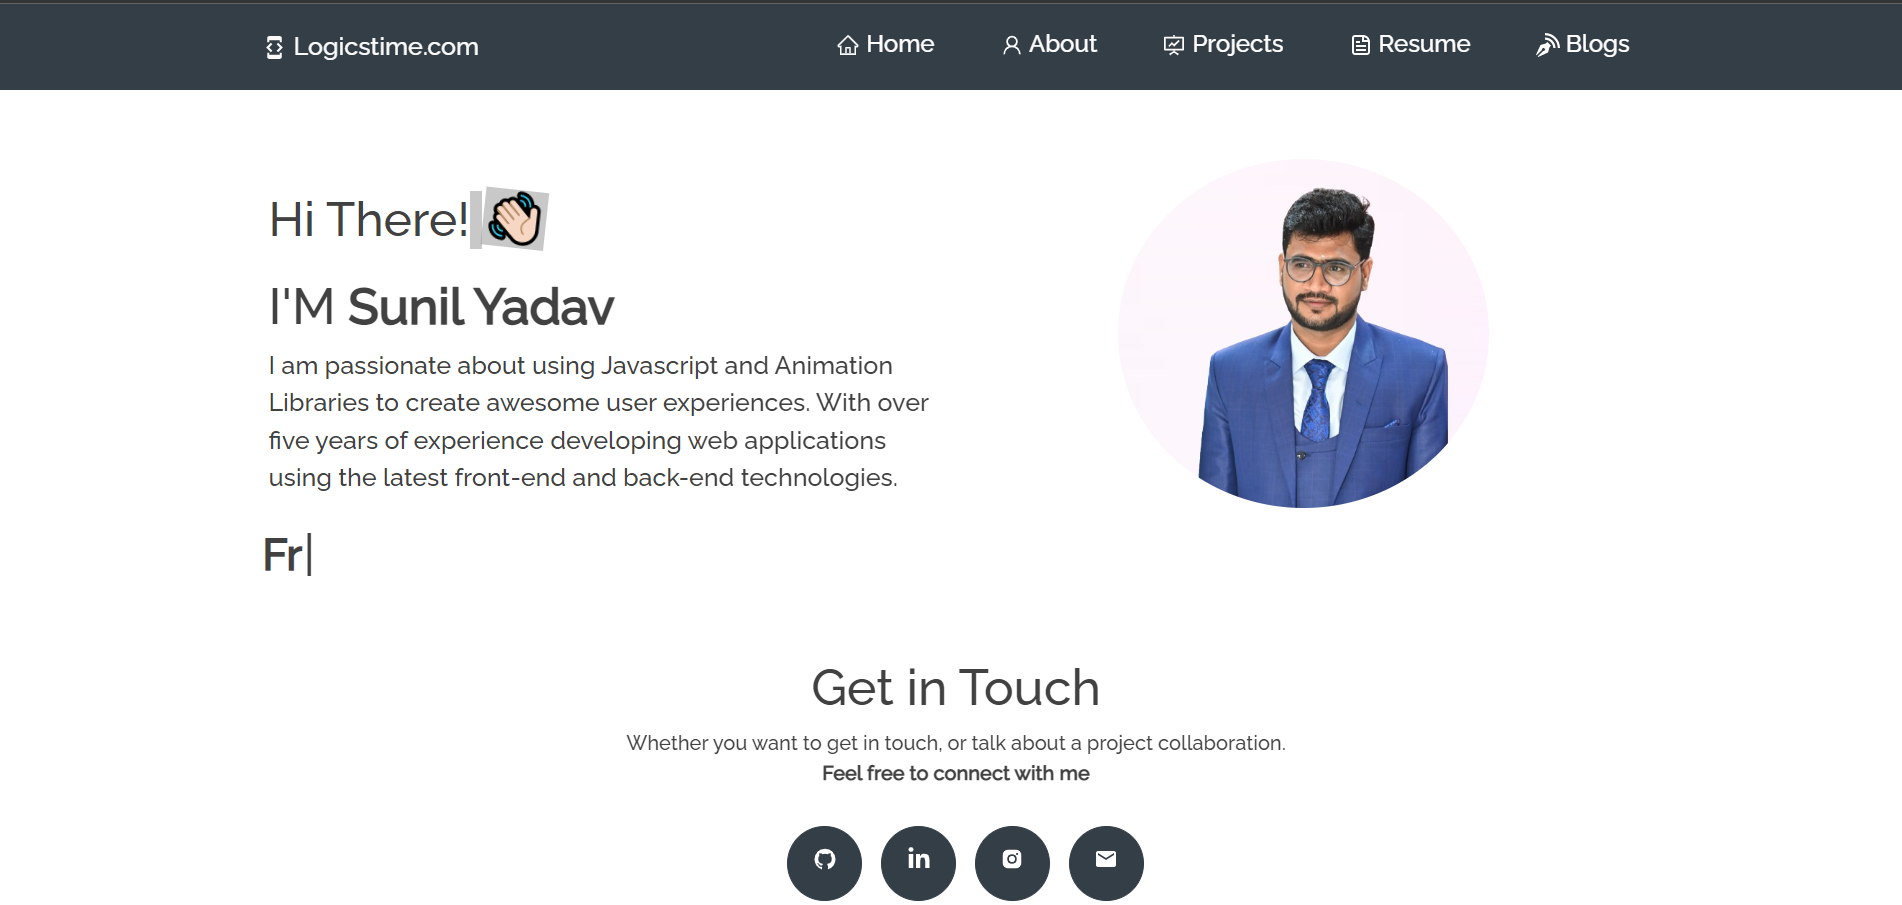 Logicstime.com
Home
About
Projects
Resume
Blogs
Hi There!
I'M Sunil Yadav
I am passionate about using Javascript and Animation
Libraries to create awesome user experiences. With over
five years of experience developing web applications
using the latest front-end and back-end technologies.
Fr
Get in Touch
Whether you want to get in touch, or talk about a project collaboration.
Feel free to connect with me